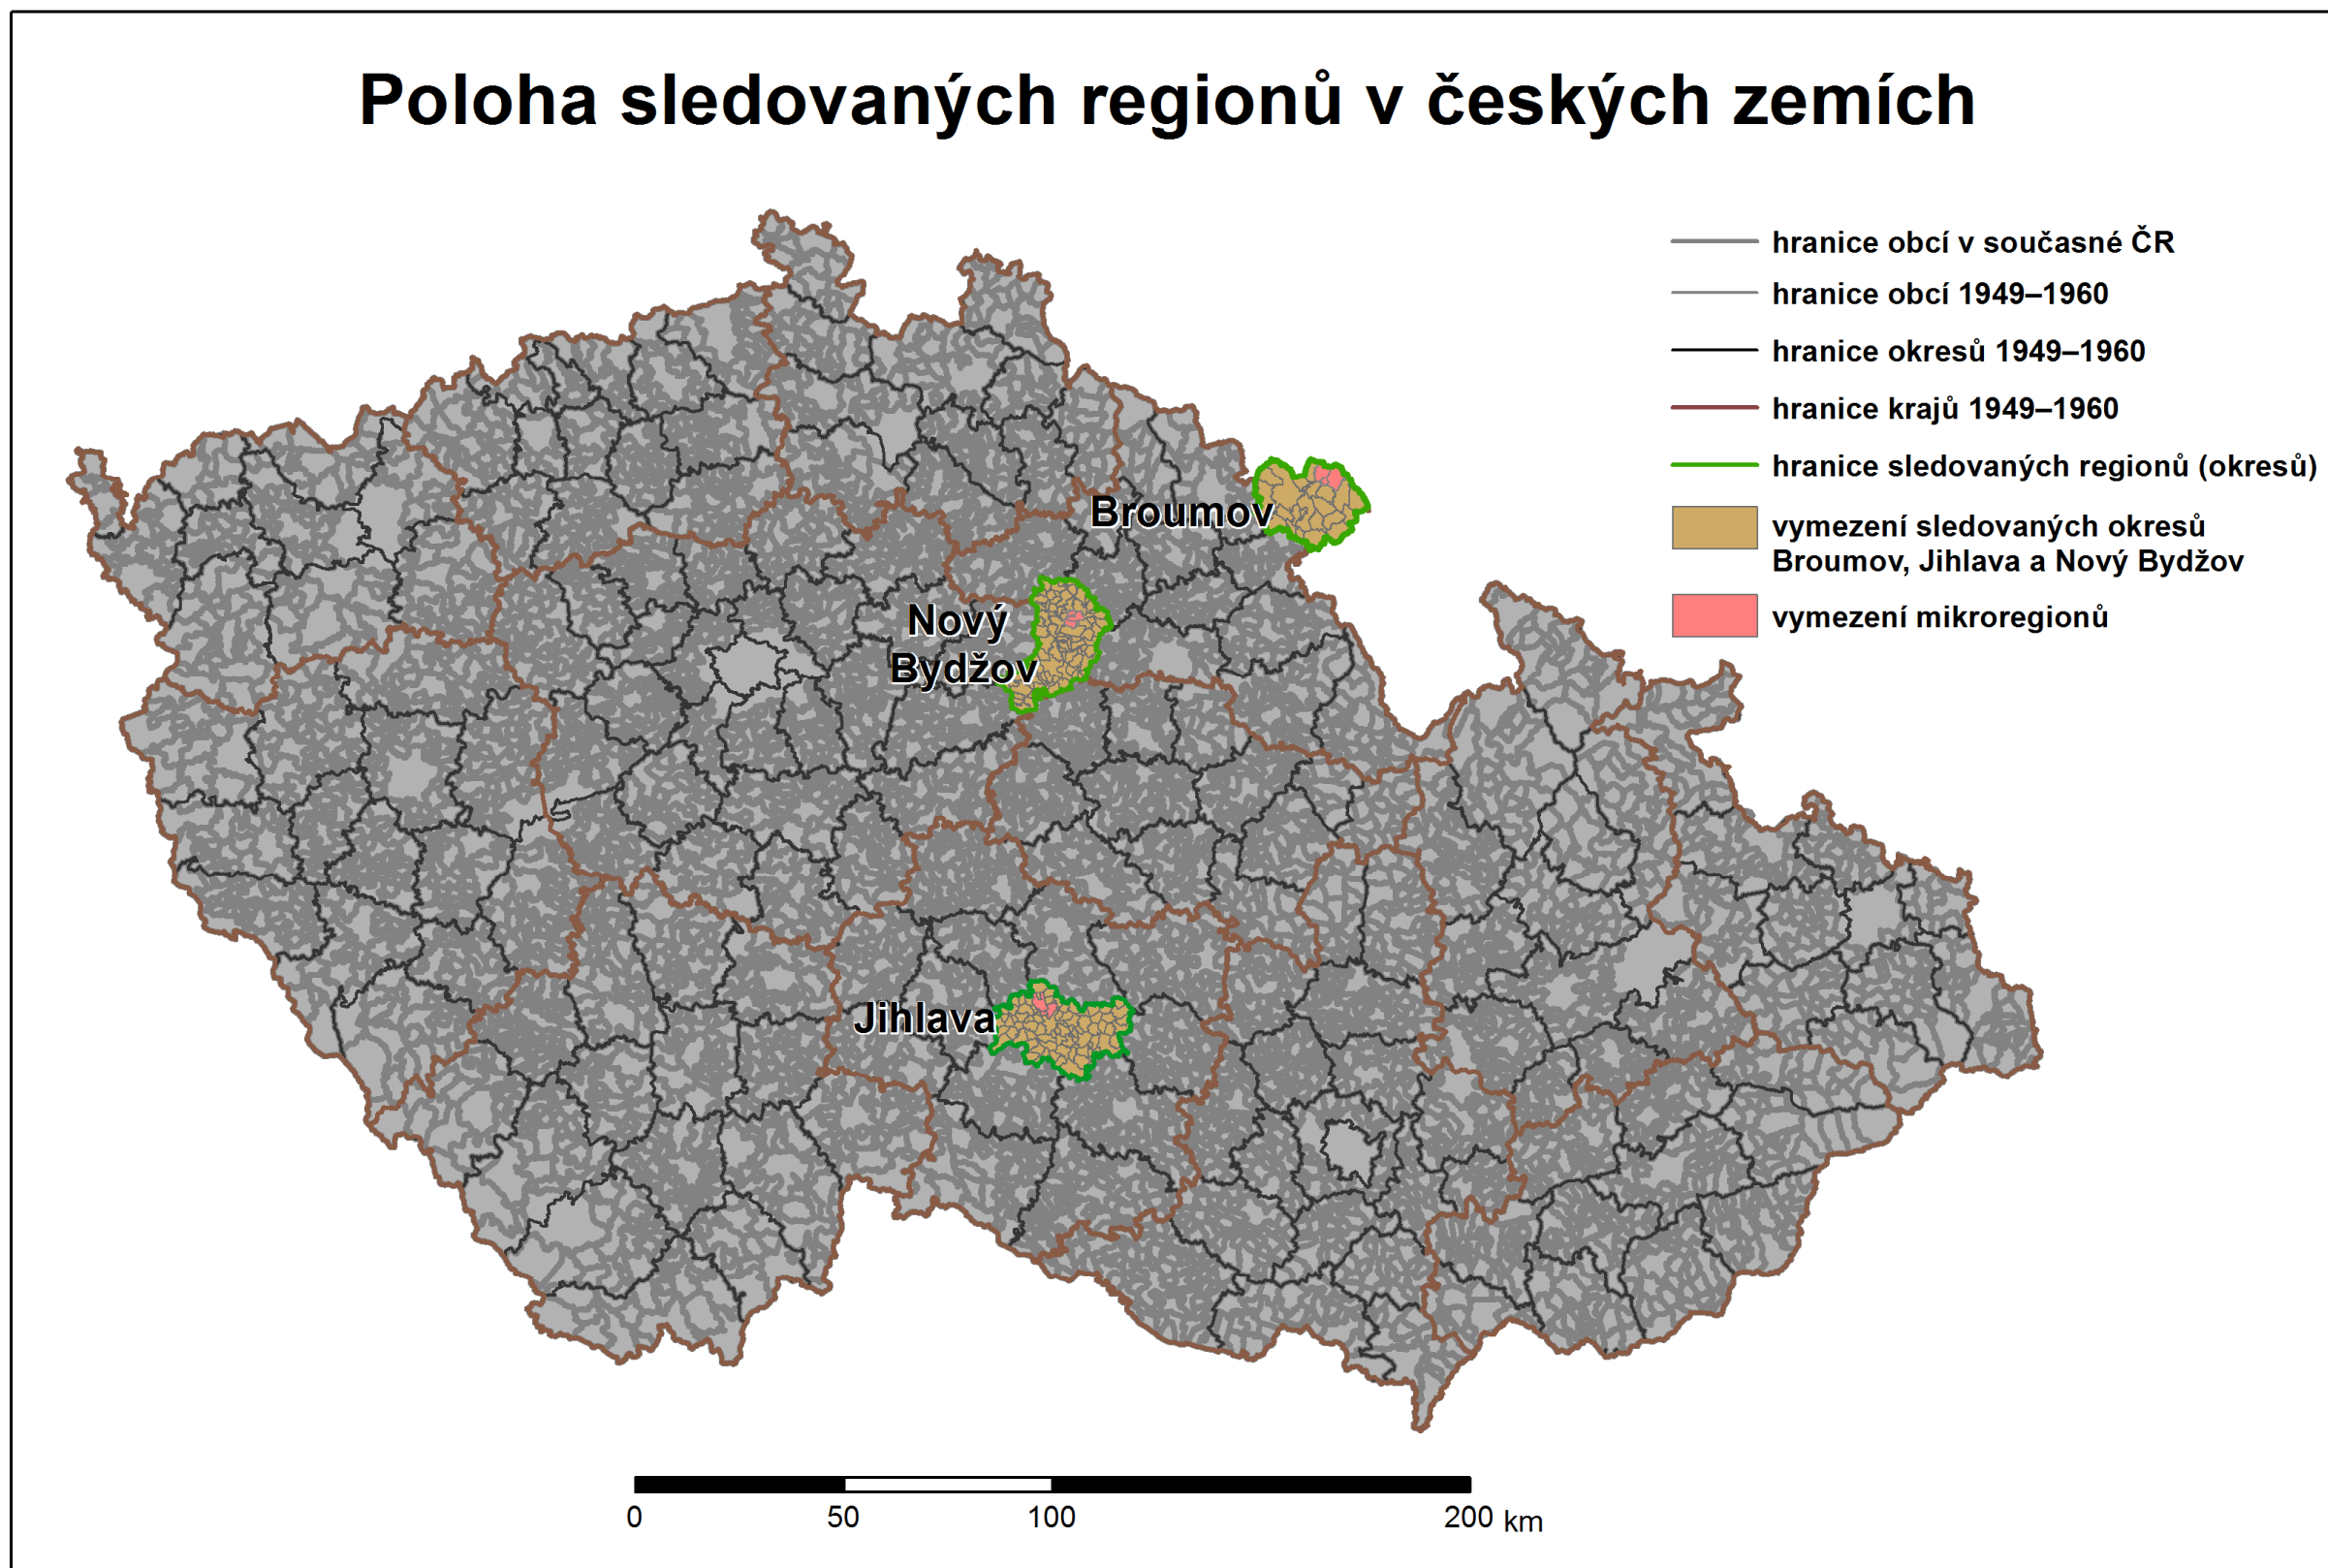 Poloha sledovaných regionů v českých zemích
hranice obcí v současné ČR
hranice obcí 1949–1960
hranice okresů 1949–1960
hranice krajů 1949–1960
hranice sledovaných regionů (okresů)
vymezení sledovaných okresů
Broumov, Jihlava a Nový Bydžov
vymezení mikroregionů
Broumov
Nový
Bydžov
Jihlava
0 50 100 200 km